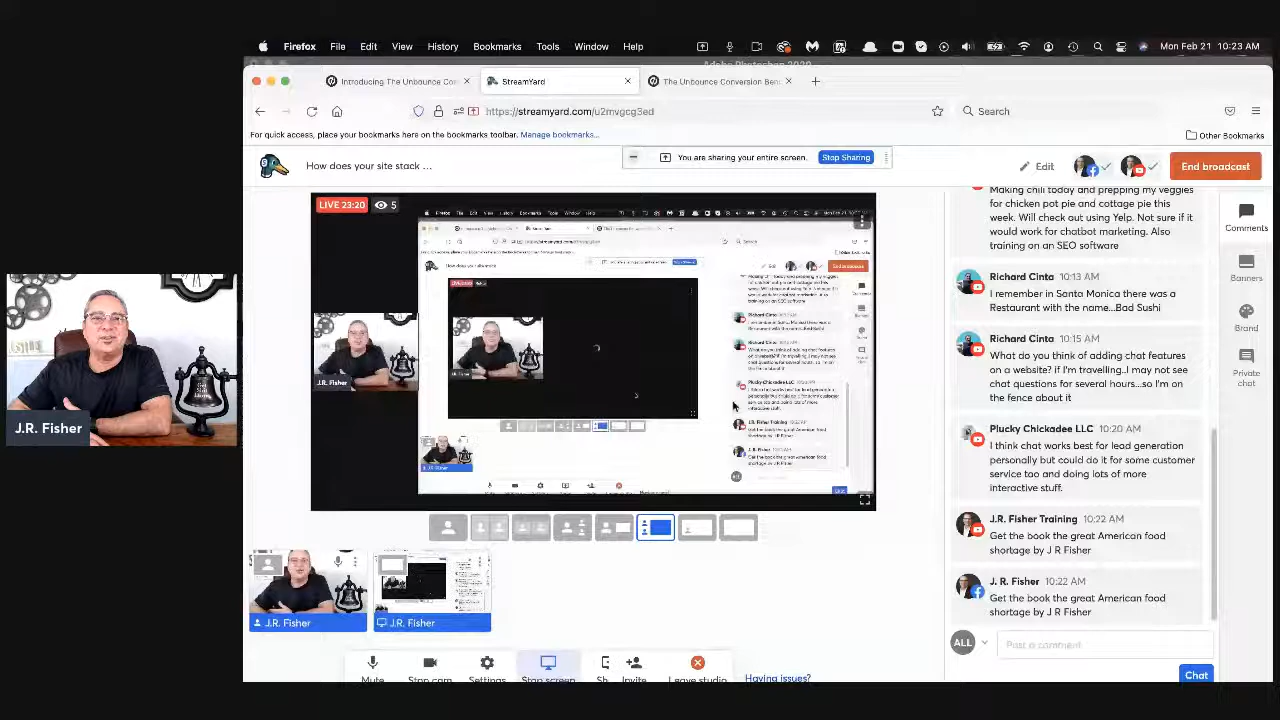 Firefox File Edit View History Bookmarks Tools Window Help Mon Feb 21 10:23 AM
Introducing The Unbounce Con StreamYard The Unbounce Conversion Ben
https://streamyard.com/u2mvgcg3ed Search
For quick access, place your bookmarks here on the bookmarks toolbar. Manage bookmarks... Other Bookmarks
You are sharing your entire screen. Stop Sharing
How does your site stack ... Edit End broadcast
LIVE 23:20 5
Making chili today and prepping my veggies
for chicken pot pie and cottage pie this
week. Will check out using Yelp. Not sure if it
would work for chatbot marketing. Also
training on an SEO software
Richard Cinta 10:13 AM
I remember in Santa Monica there was a
Restaurant with the name...Bad Sushi
Richard Cinta 10:15 AM
What do you think of adding chat features
on a website? if I'm travelling..I may not see
chat questions for several hours...so I'm on
the fence about it
Plucky Chickadee LLC 10:20 AM
I think chat works best for lead generation
personally but could do it for some customer
service too and doing lots of more
interactive stuff.
J.R. Fisher Training 10:22 AM
Get the book the great American food
shortage by J R Fisher
J.R. Fisher 10:22 AM
Get the book the great American food
shortage by J R Fisher
ALL Post a comment
Chat
Comments
Banners
Brand
Private
chat
J.R. Fisher
J.R. Fisher
J.R. Fisher
J.R. Fisher
Mute Stop cam Settings Stop screen Sh Invite Leave studio Having issues?